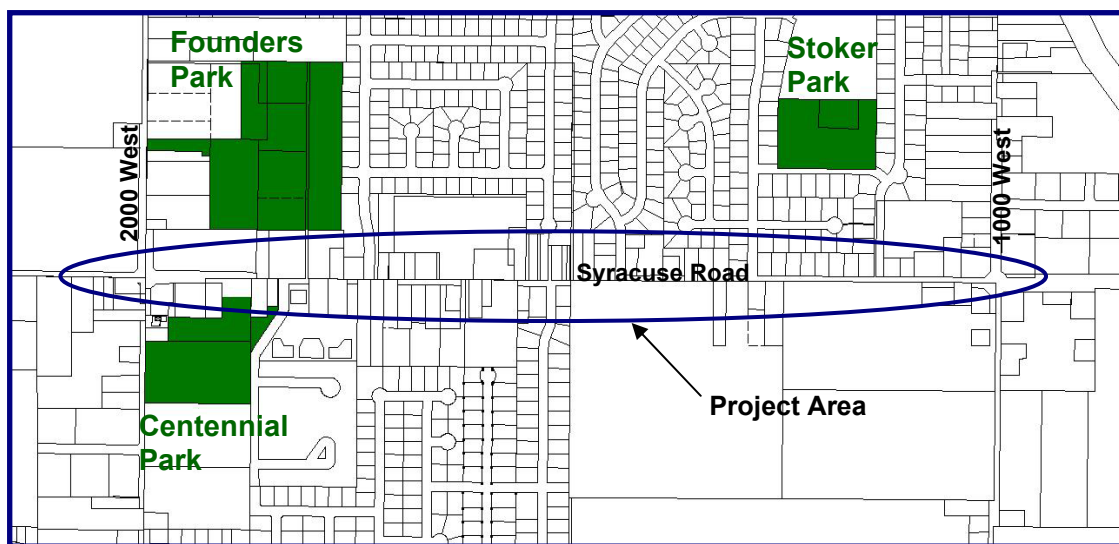 Founders
Park
Stoker
Park
2000 West
1000 West
Syracuse Road
Project Area
Centennial
Park